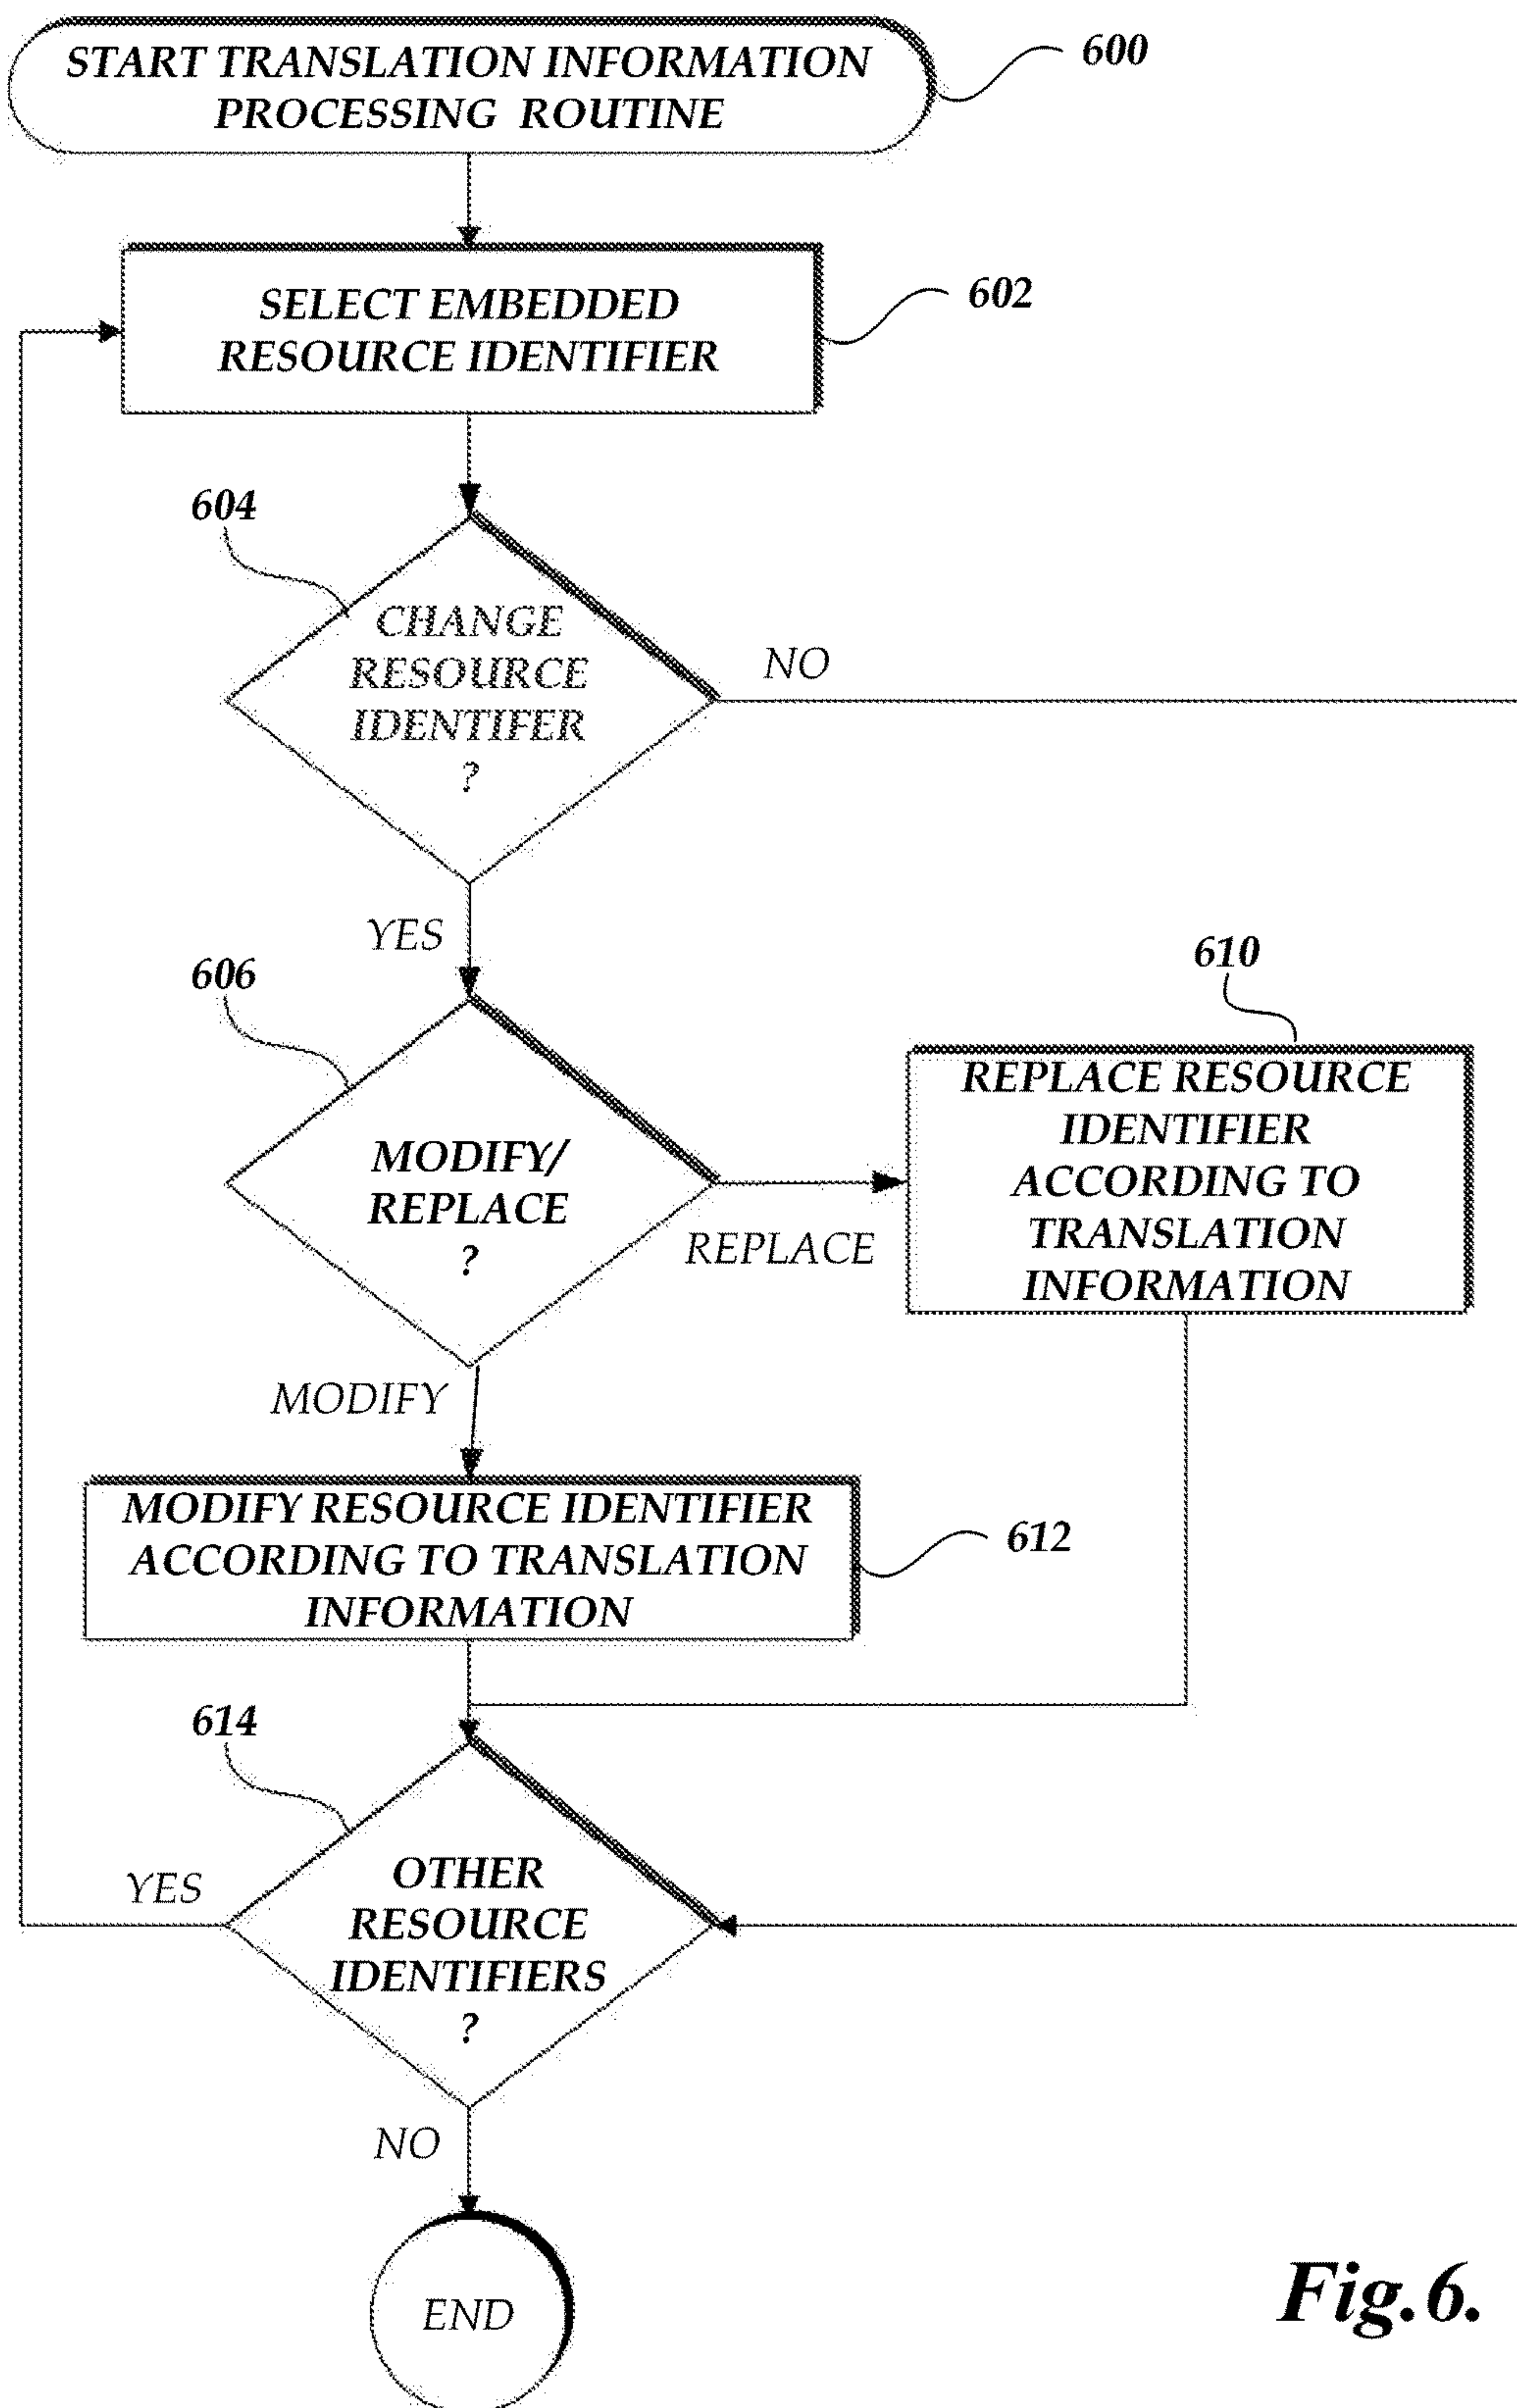 START TRANSLATION INFORMATION
PROCESSING ROUTINE
600
SELECT EMBEDDED
RESOURCE IDENTIFIER
602
604
CHANGE
RESOURCE
IDENTIFER
?
NO
YES
606
MODIFY/
REPLACE
?
REPLACE
610
REPLACE RESOURCE
IDENTIFIER
ACCORDING TO
TRANSLATION
INFORMATION
MODIFY
MODIFY RESOURCE IDENTIFIER
ACCORDING TO TRANSLATION
INFORMATION
612
614
YES
OTHER
RESOURCE
IDENTIFIERS
?
NO
END
Fig.6.